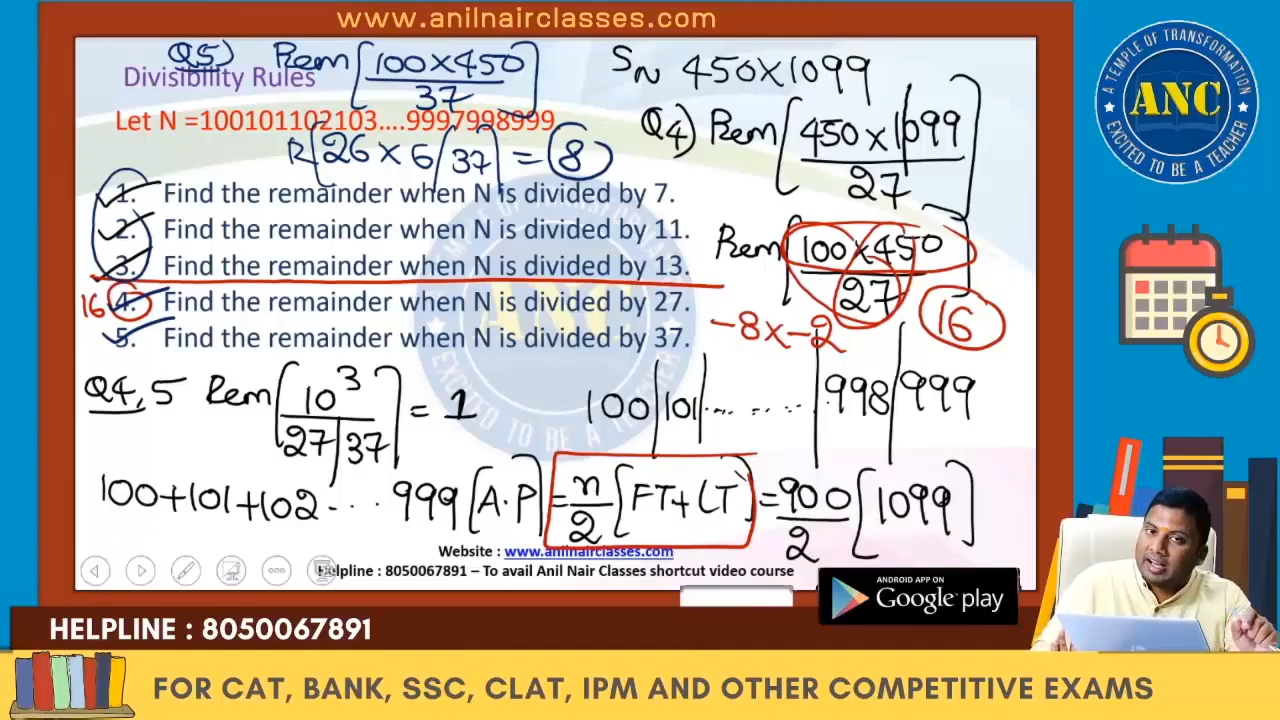 www.anilnairclasses.com
Q5) Rem[100×450/37]
Divisibility Rules
Let N =100101102103....9997998999
R[26×6/37] = 8
1. Find the remainder when N is divided by 7.
2. Find the remainder when N is divided by 11.
3. Find the remainder when N is divided by 13.
16 4. Find the remainder when N is divided by 27.
5. Find the remainder when N is divided by 37.
SN 450×1099
Q4) Rem[450×1099/27]
Rem[100×450/27] 16
-8×-2
Q4,5 Rem[10³/27/37] = 1
100|101|........|998|999
100+101+102... 999 [A.P] = n/2 [FT+LT] = 900/2 [1099]
Website : www.anilnairclasses.com
Helpline : 8050067891 – To avail Anil Nair Classes shortcut video course
A TEMPLE OF TRANSFORMATION
ANC
EXCITED TO BE A TEACHER
ANDROID APP ON
Google play
HELPLINE : 8050067891
FOR CAT, BANK, SSC, CLAT, IPM AND OTHER COMPETITIVE EXAMS